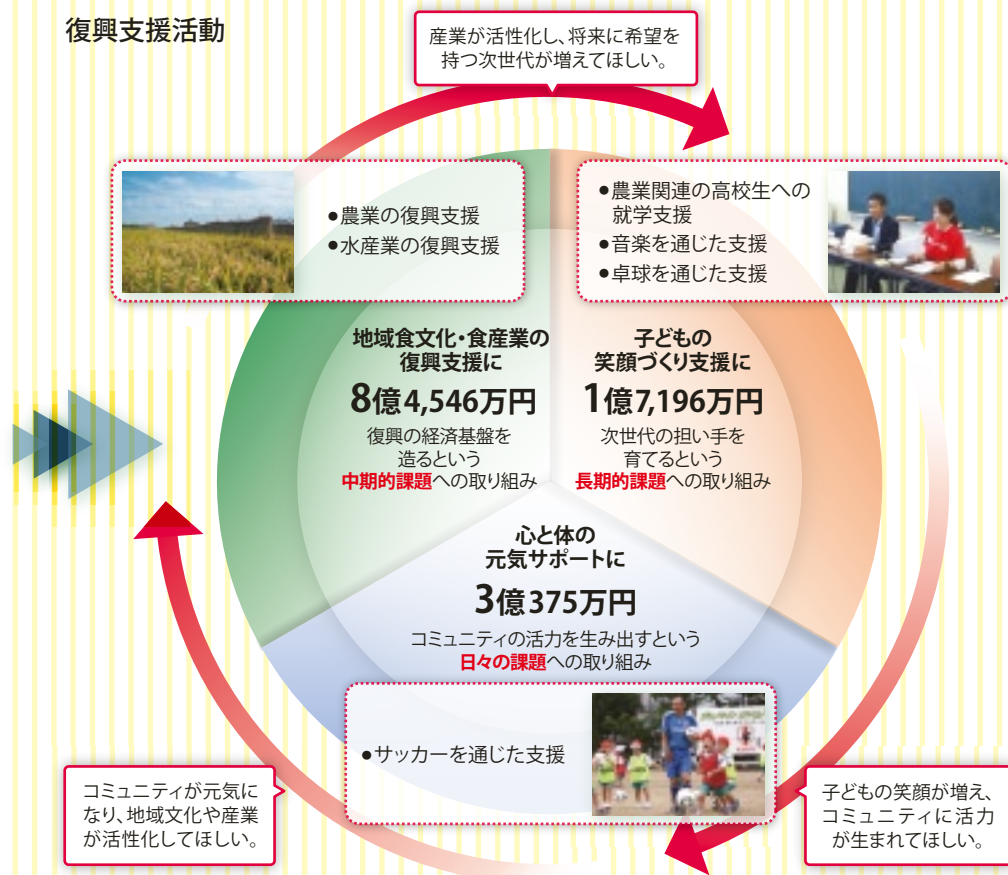 復興支援活動
産業が活性化し、将来に希望を
持つ次世代が増えてほしい。
●農業の復興支援
●水産業の復興支援
●農業関連の高校生への
就学支援
●音楽を通じた支援
●卓球を通じた支援
地域食文化・食産業の
復興支援に
8億4,546万円
復興の経済基盤を
造るという
中期的課題への取り組み
子どもの
笑顔づくり支援に
1億7,196万円
次世代の担い手を
育てるという
長期的課題への取り組み
心と体の
元気サポートに
3億375万円
コミュニティの活力を生み出すという
日々の課題への取り組み
●サッカーを通じた支援
コミュニティが元気に
なり、地域文化や産業
が活性化してほしい。
子どもの笑顔が増え、
コミュニティに活力
が生まれてほしい。